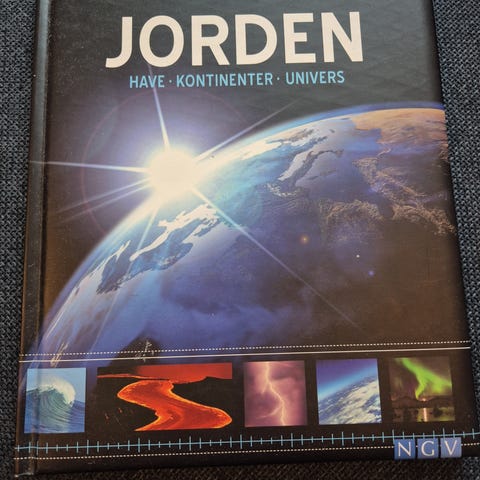 JORDEN
HAVE · KONTINENTER · UNIVERS
NGV